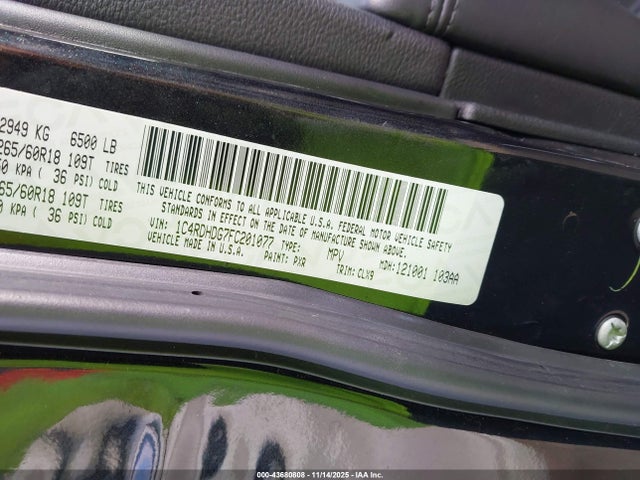 2949 KG 6500 LB
265/60R18 109T TIRES
50 KPA ( 36 PSI) COLD
65/60R18 109T TIRES
0 KPA ( 36 PSI) COLD
THIS VEHICLE CONFORMS TO ALL APPLICABLE U.S.A. FEDERAL MOTOR VEHICLE SAFETY
STANDARDS IN EFFECT ON THE DATE OF MANUFACTURE SHOWN ABOVE.
VIN: 1C4RDHDG7FC201077 TYPE: MPV MDH:121001 103AA
VEHICLE MADE IN U.S.A. PAINT: PXR TRIM: CLX9
000-43680808 - 11/14/2025 - IAA Inc.